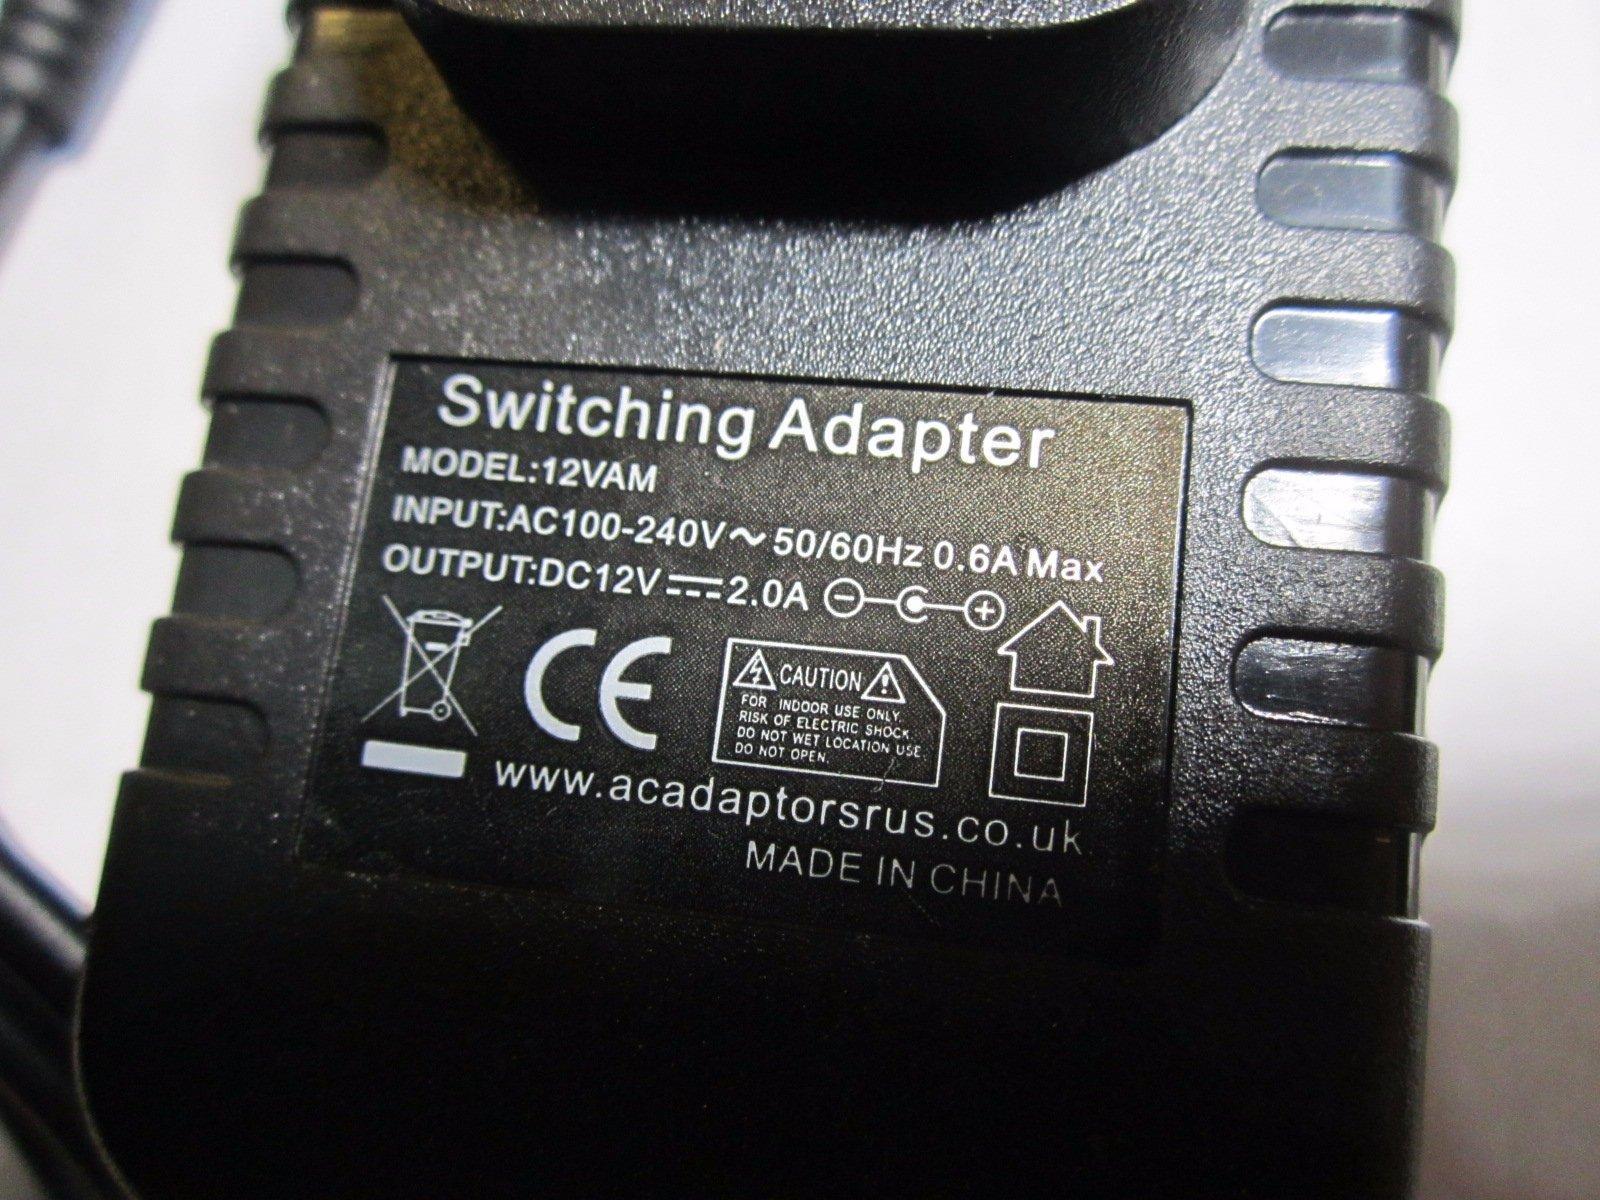 Switching Adapter
MODEL:12VAM
INPUT:AC100-240V~50/60Hz 0.6A Max
OUTPUT:DC12V⎓2.0A
CE
CAUTION
FOR INDOOR USE ONLY.
RISK OF ELECTRIC SHOCK
DO NOT WET LOCATION USE
DO NOT OPEN.
www.acadaptorsrus.co.uk
MADE IN CHINA